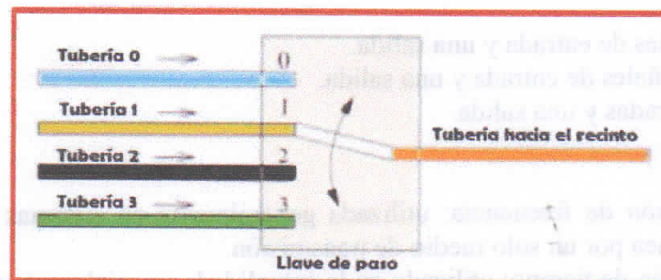 Tubería 0
0
Tubería 1
1
Tubería hacia el recinto
Tubería 2
2
Tubería 3
3
Llave de paso